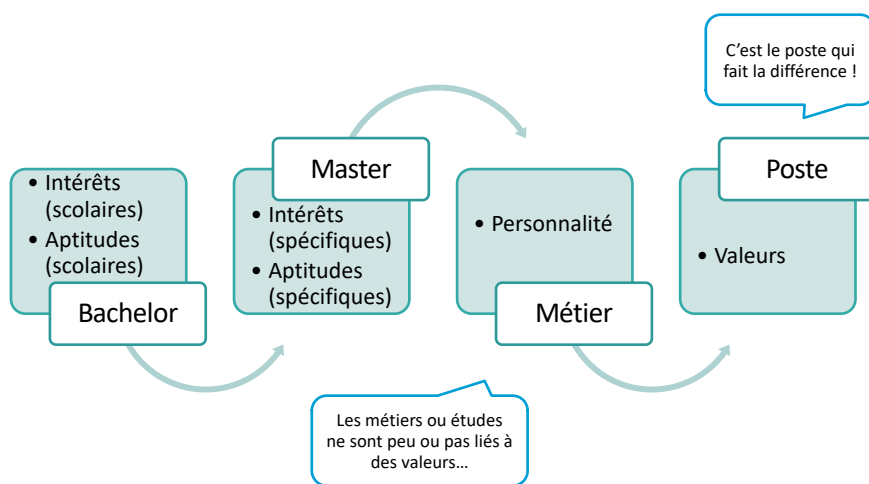 C'est le poste qui
fait la différence !
• Intérêts
(scolaires)
• Aptitudes
(scolaires)
Bachelor
Master
• Intérêts
(spécifiques)
• Aptitudes
(spécifiques)
• Personnalité
Métier
Poste
• Valeurs
Les métiers ou études
ne sont peu ou pas liés à
des valeurs...